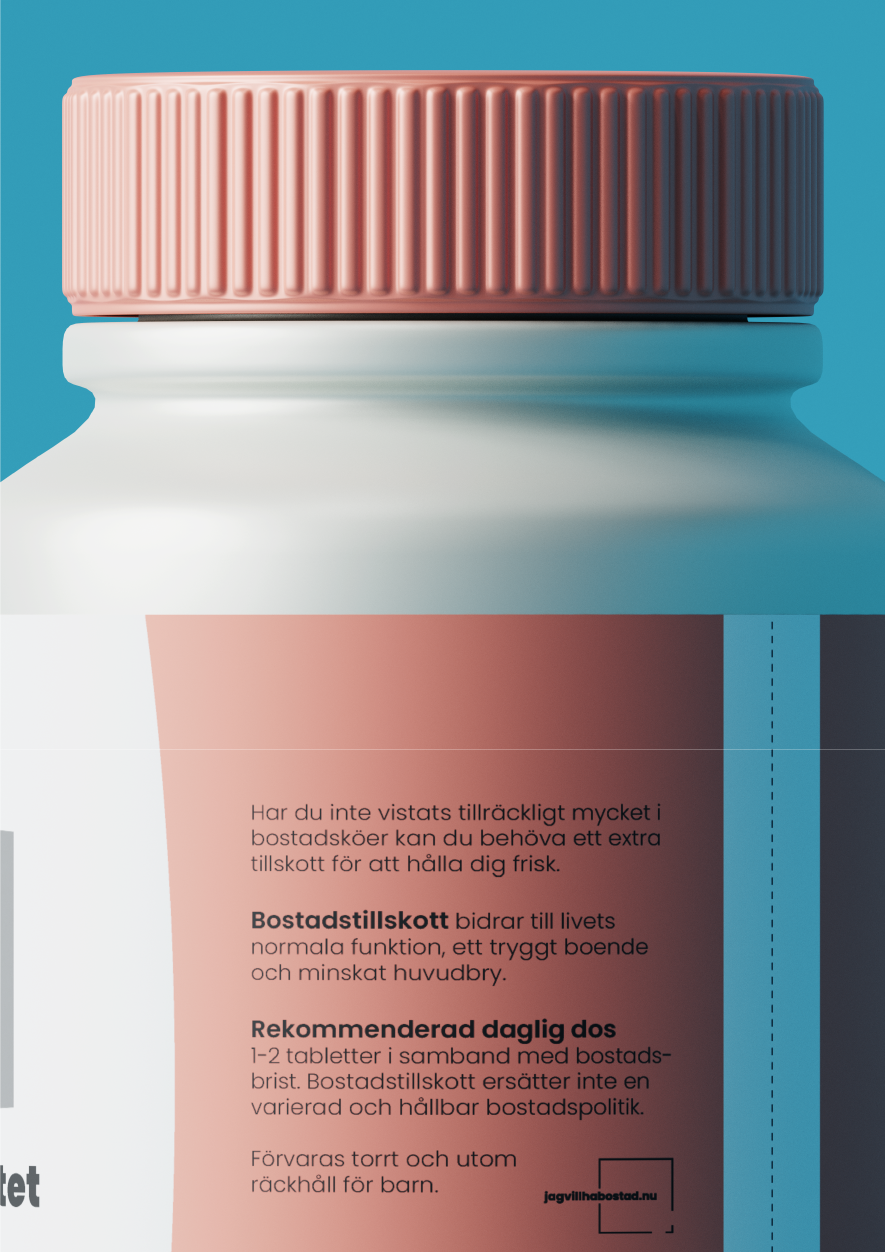 Har du inte vistats tillräckligt mycket i
bostadsköer kan du behöva ett extra
tillskott för att hålla dig frisk.
Bostadstillskott bidrar till livets
normala funktion, ett tryggt boende
och minskat huvudbry.
Rekommenderad daglig dos
1-2 tabletter i samband med bostads-
brist. Bostadstillskott ersätter inte en
varierad och hållbar bostadspolitik.
Förvaras torrt och utom
räckhåll för barn.
jagvillhabostad.nu
tet